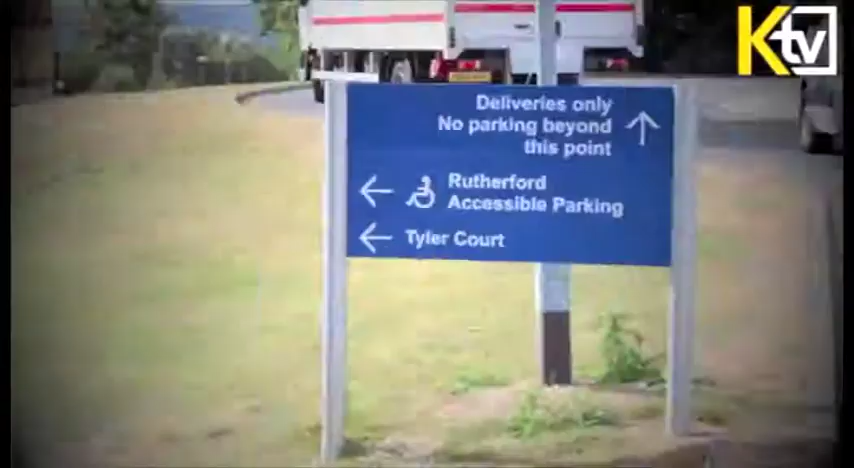 Ktv
Deliveries only
No parking beyond
this point
Rutherford
Accessible Parking
Tyler Court